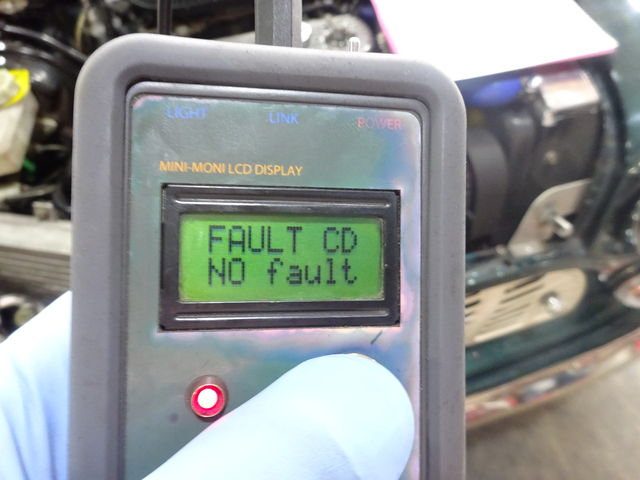 LIGHT LINK POWER
MINI-MONI LCD DISPLAY
FAULT CD
NO fault